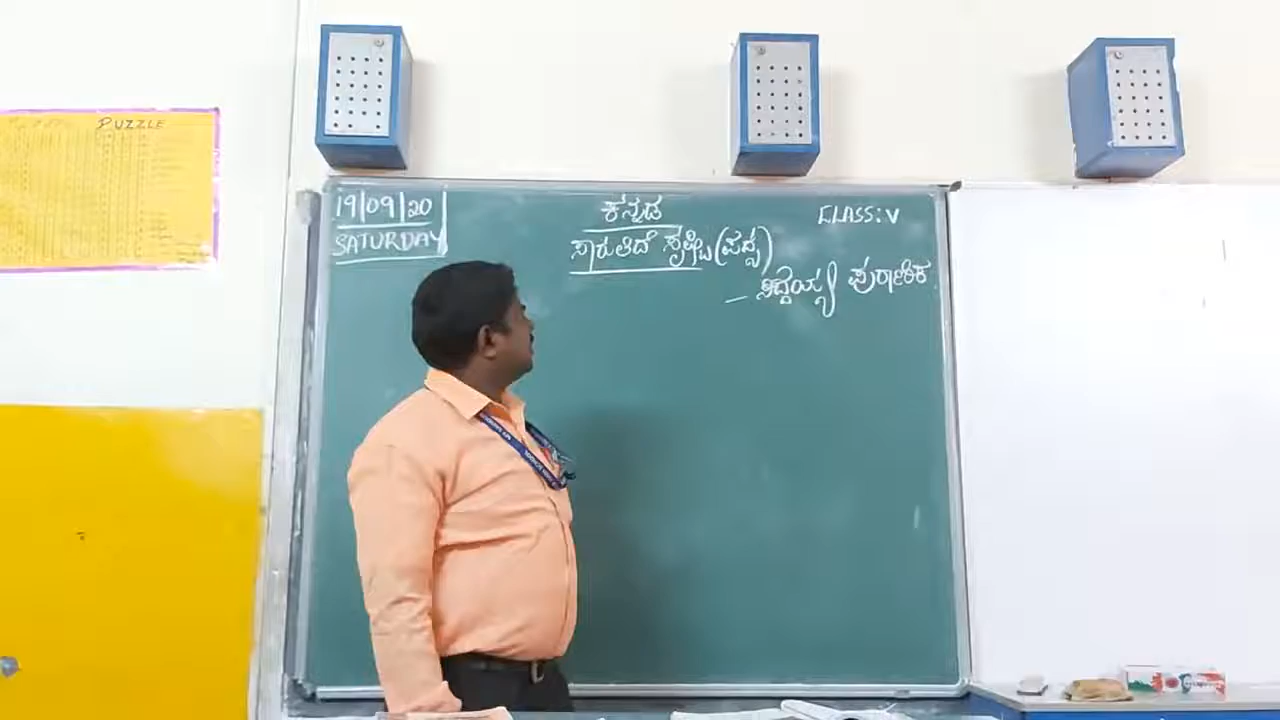 PUZZLE
19/09/20
SATURDAY
ಕನ್ನಡ
CLASS: V
ಸಾರುತಿದೆ ಸೃಷ್ಟಿ (ಪದ್ಯ)
– ಸಿದ್ದಯ್ಯ ಪುರಾಣಿಕ